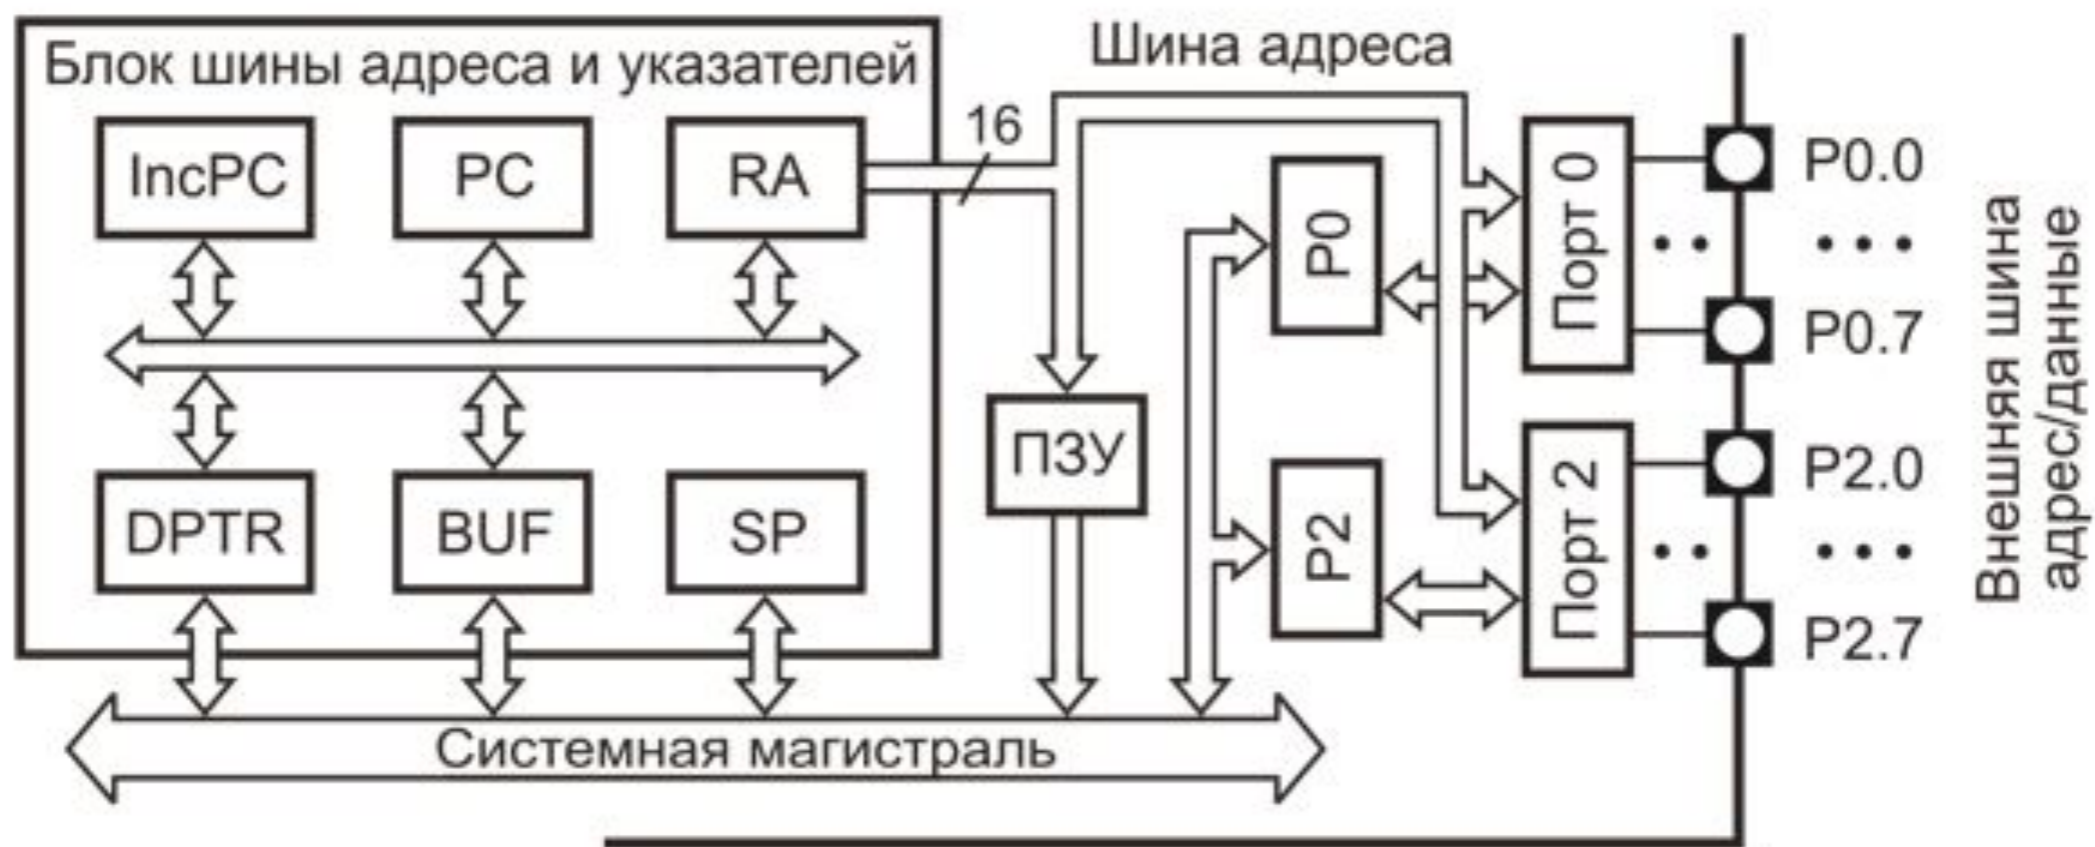 Блок шины адреса и указателей
Шина адреса
IncPC
PC
RA
16
DPTR
BUF
SP
ПЗУ
P0
P2
Порт 0
Порт 2
P0.0
• • •
P0.7
P2.0
• • •
P2.7
Внешняя шина
адрес/данные
Системная магистраль